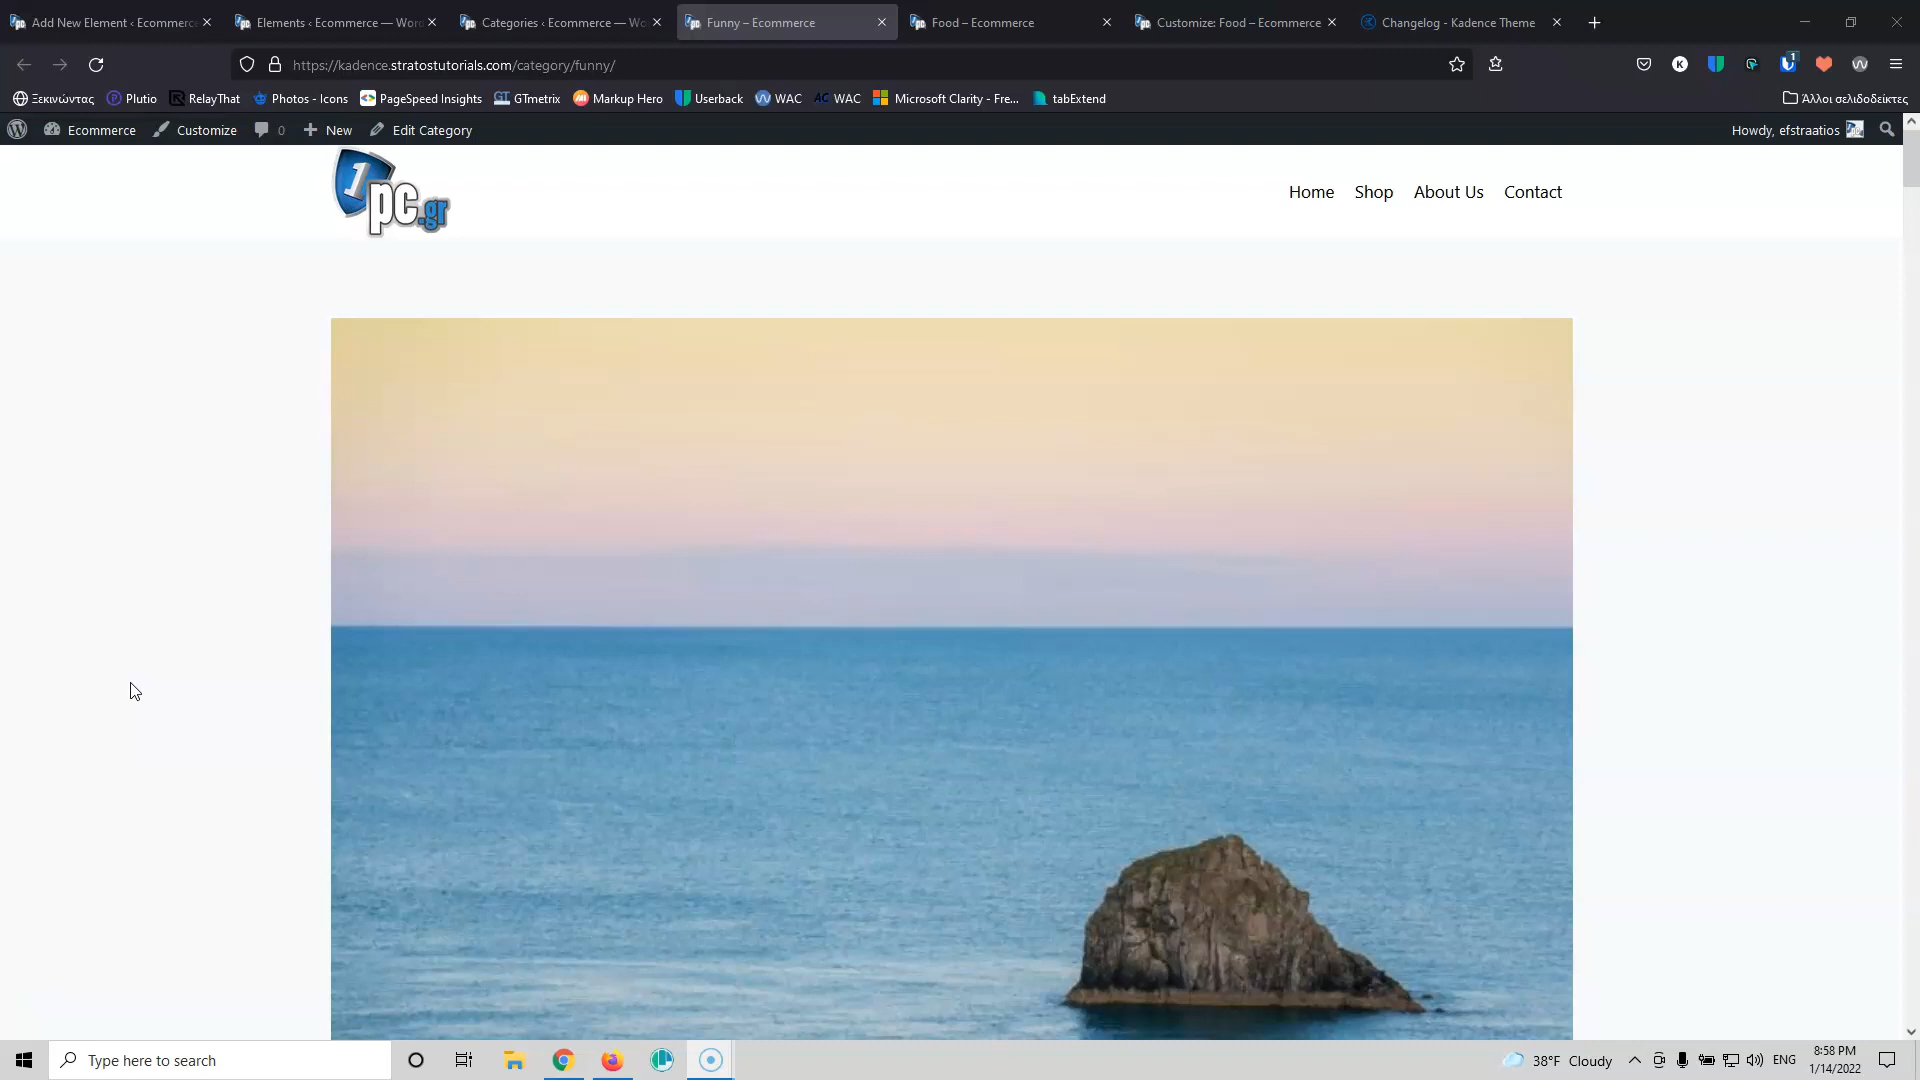 Add New Element ‹ Ecommerce
Elements ‹ Ecommerce — Word
Categories ‹ Ecommerce — Wo
Funny – Ecommerce
Food – Ecommerce
Customize: Food – Ecommerce
Changelog - Kadence Theme
https://kadence.stratostutorials.com/category/funny/
K
1
Ξεκινώντας
Plutio
RelayThat
Photos - Icons
PageSpeed Insights
GTmetrix
Markup Hero
Userback
WAC
AC WAC
Microsoft Clarity - Fre...
tabExtend
Άλλοι σελιδοδείκτες
Ecommerce
Customize
0
New
Edit Category
Howdy, efstraatios
1pc.gr
Home
Shop
About Us
Contact
Type here to search
38°F Cloudy
ENG
8:58 PM
1/14/2022